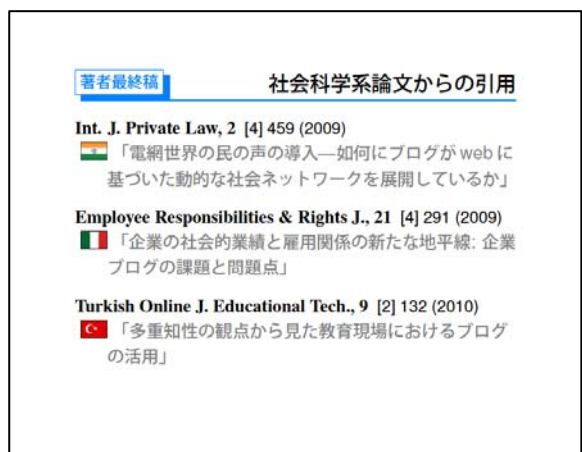 著者最終稿
社会科学系論文からの引用
Int. J. Private Law, 2 [4] 459 (2009)
「電網世界の民の声の導入—如何にブログが web に
基づいた動的な社会ネットワークを展開しているか」
Employee Responsibilities & Rights J., 21 [4] 291 (2009)
「企業の社会的業績と雇用関係の新たな地平線: 企業
ブログの課題と問題点」
Turkish Online J. Educational Tech., 9 [2] 132 (2010)
「多重知性の観点から見た教育現場におけるブログ
の活用」